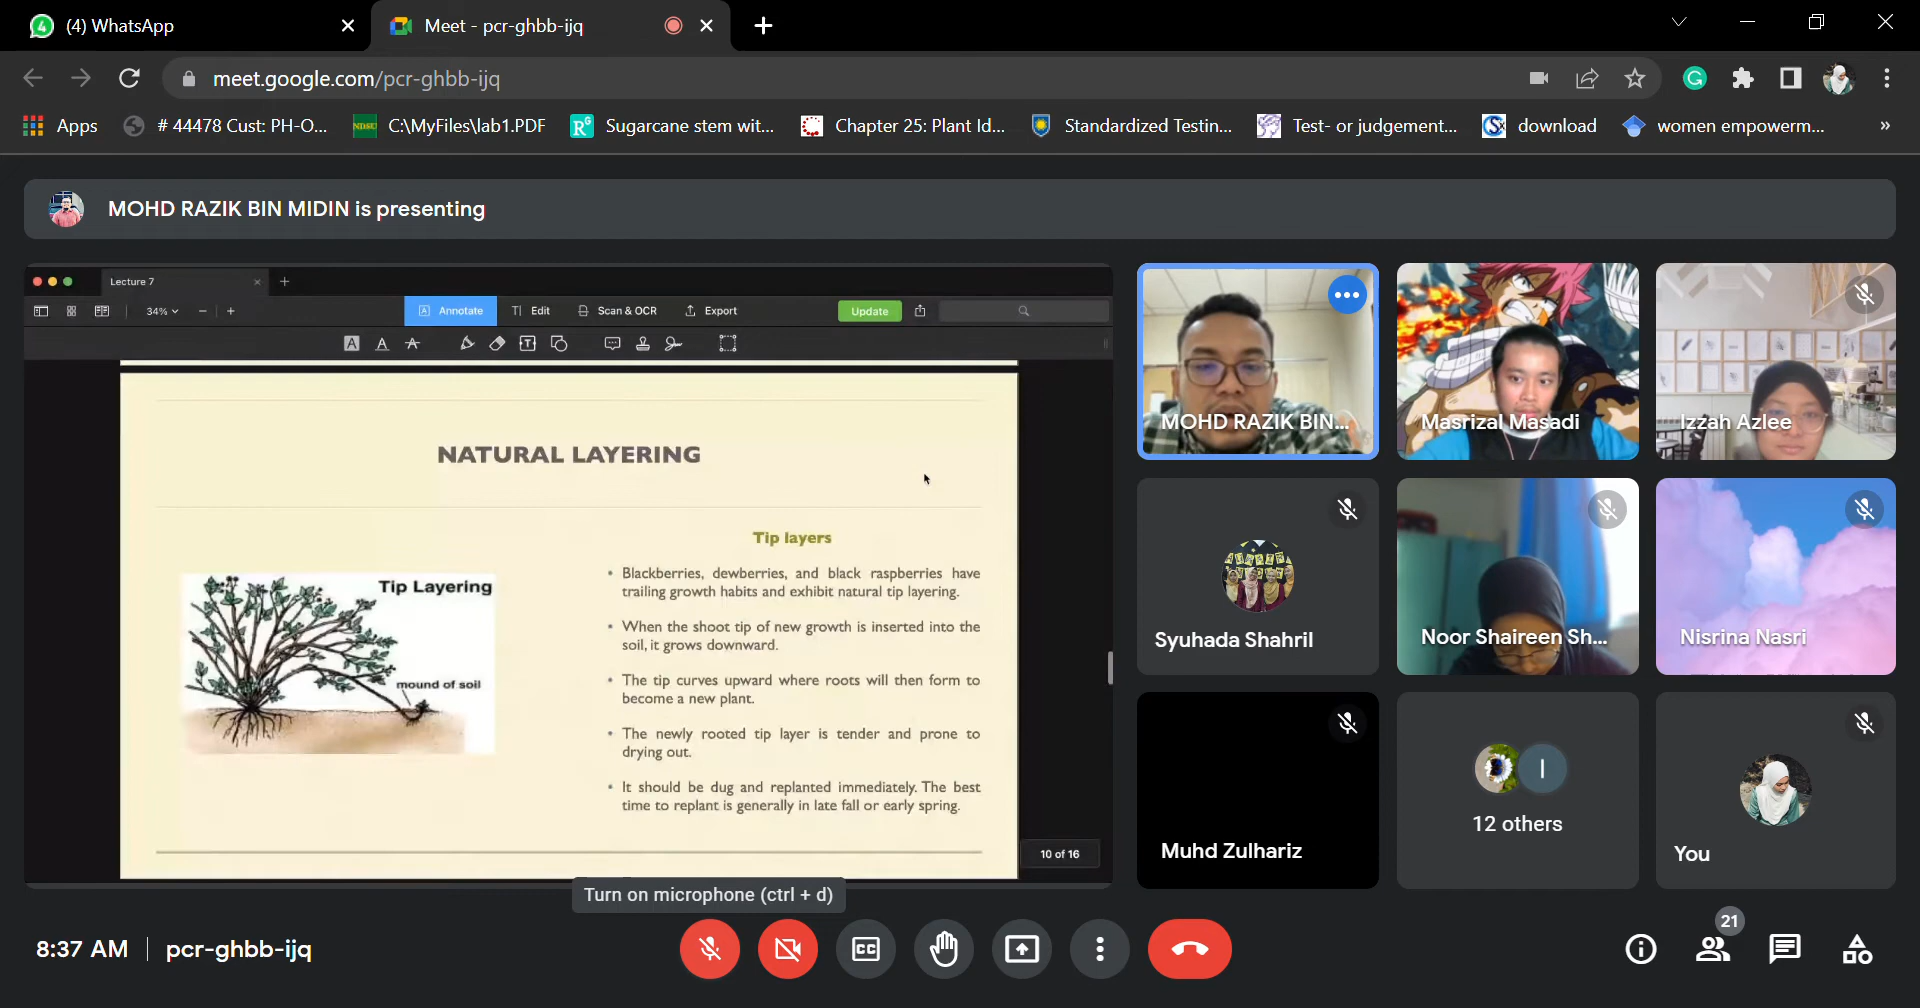 (4) WhatsApp
Meet - pcr-ghbb-ijq
meet.google.com/pcr-ghbb-ijq
Apps
# 44478 Cust: PH-O...
C:\MyFiles\lab1.PDF
Sugarcane stem wit...
Chapter 25: Plant Id...
Standardized Testin...
Test- or judgement...
download
women empowerm...
»
MOHD RAZIK BIN MIDIN is presenting
Lecture 7
34%
Annotate
Edit
Scan & OCR
Export
Update
NATURAL LAYERING
Tip Layering
mound of soil
Tip layers
• Blackberries, dewberries, and black raspberries have
trailing growth habits and exhibit natural tip layering.
• When the shoot tip of new growth is inserted into the
soil, it grows downward.
• The tip curves upward where roots will then form to
become a new plant.
• The newly rooted tip layer is tender and prone to
drying out.
• It should be dug and replanted immediately. The best
time to replant is generally in late fall or early spring.
10 of 16
MOHD RAZIK BIN...
Masrizal Masadi
Izzah Azlee
Syuhada Shahril
Noor Shaireen Sh...
Nisrina Nasri
Muhd Zulhariz
I
12 others
You
Turn on microphone (ctrl + d)
8:37 AM
pcr-ghbb-ijq
CC
21